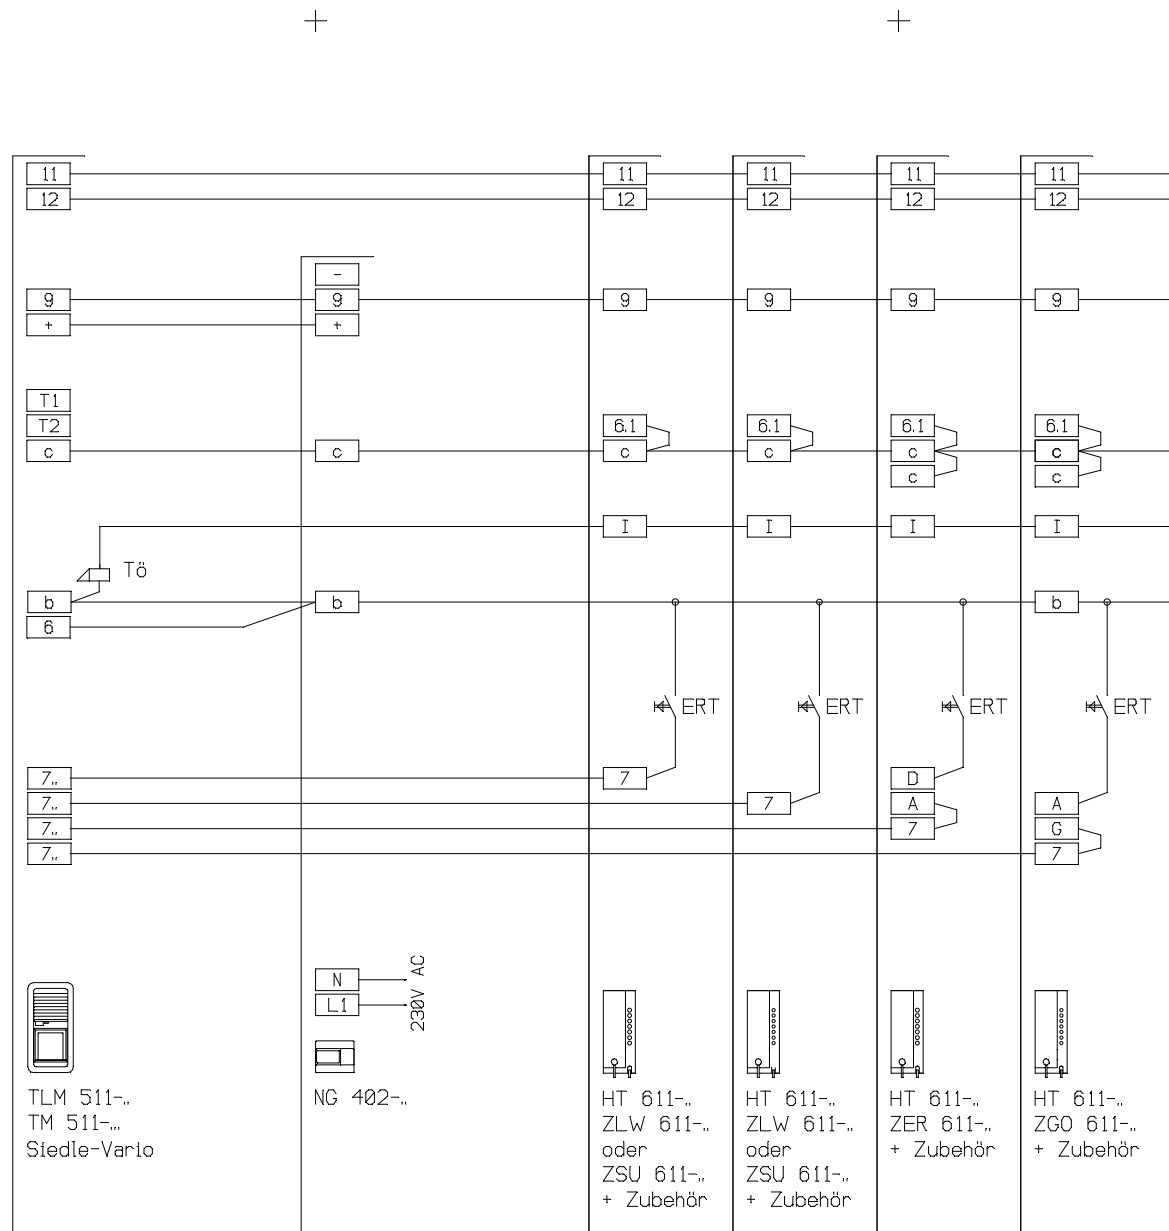 11 11 11 11 11
12 12 12 12 12
-
9 9 9 9 9 9
+ +
T1
T2 6.1 6.1 6.1 6.1
c c c c c c
c c
I I I I
Tö
b b b
6
ERT ERT ERT ERT
7.. 7 D
7.. 7 A A
7.. 7 G
7.. 7
N
L1
230V AC
TLM 511-..
TM 511-...
Siedle-Vario
NG 402-..
HT 611-..
ZLW 611-..
oder
ZSU 611-..
+ Zubehör
HT 611-..
ZLW 611-..
oder
ZSU 611-..
+ Zubehör
HT 611-..
ZER 611-..
+ Zubehör
HT 611-..
ZGO 611-..
+ Zubehör